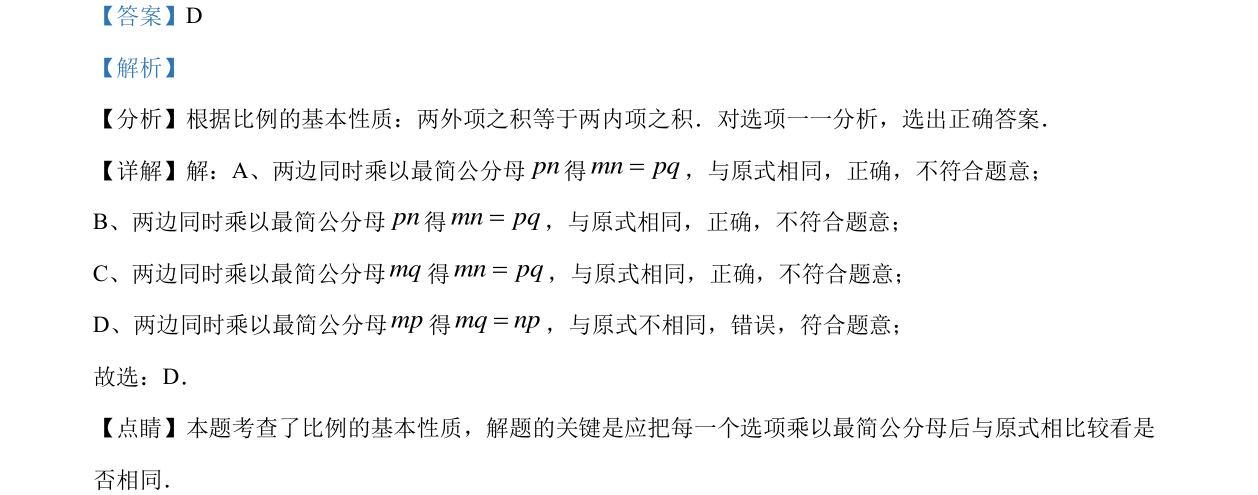 【答案】D
【解析】
【分析】根据比例的基本性质：两外项之积等于两内项之积．对选项一一分析，选出正确答案．
【详解】解：A、两边同时乘以最简公分母 pn 得 mn = pq ，与原式相同，正确，不符合题意；
B、两边同时乘以最简公分母 pn 得 mn = pq ，与原式相同，正确，不符合题意；
C、两边同时乘以最简公分母 mq 得 mn = pq ，与原式相同，正确，不符合题意；
D、两边同时乘以最简公分母 mp 得 mq = np ，与原式不相同，错误，符合题意；
故选：D．
【点睛】本题考查了比例的基本性质，解题的关键是应把每一个选项乘以最简公分母后与原式相比较看是
否相同．